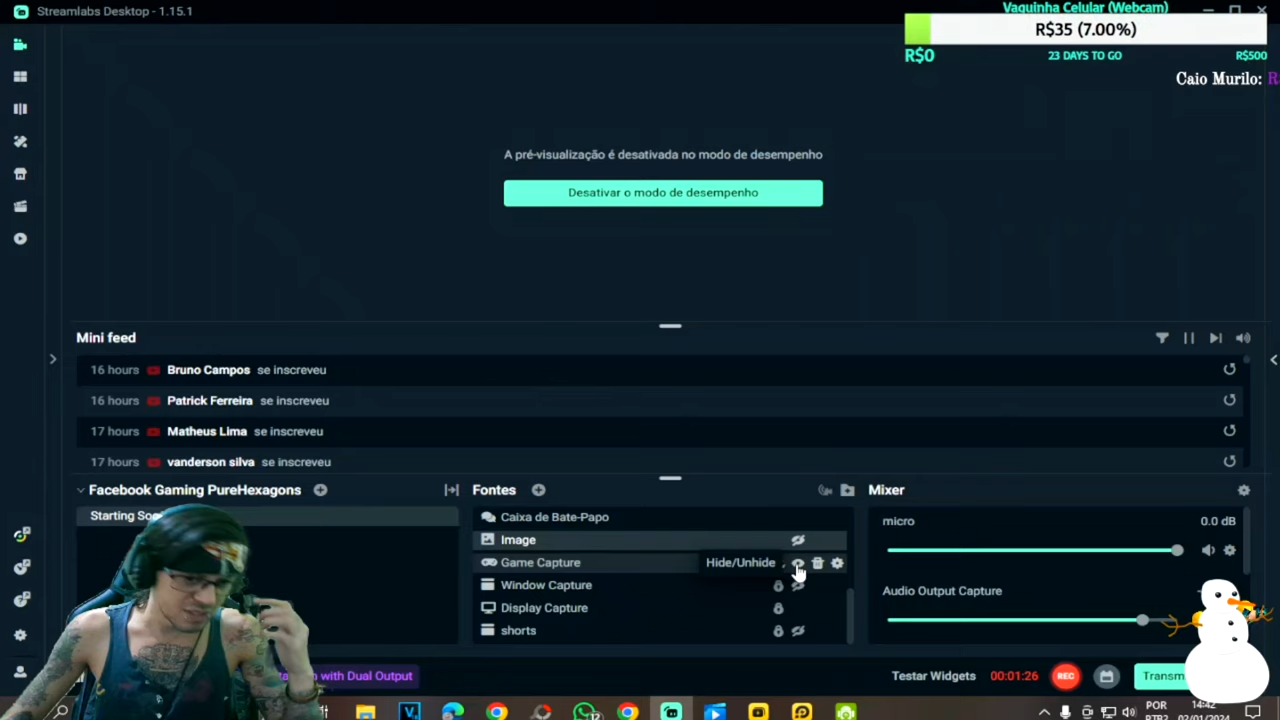 Streamlabs Desktop - 1.15.1
Vaquinha Celular (Webcam)
R$35 (7.00%)
R$0
23 DAYS TO GO
R$500
Caio Murilo: R
A pré-visualização é desativada no modo de desempenho
Desativar o modo de desempenho
Mini feed
16 hours Bruno Campos se inscreveu
16 hours Patrick Ferreira se inscreveu
17 hours Matheus Lima se inscreveu
17 hours vanderson silva se inscreveu
Facebook Gaming PureHexagons
Starting
Fontes
Caixa de Bate-Papo
Image
Game Capture
Hide/Unhide
Window Capture
Display Capture
shorts
Mixer
micro 0.0 dB
Audio Output Capture
with Dual Output
Testar Widgets
00:01:26
REC
Transm
12
POR
PTB2
14:42
02/01/2024